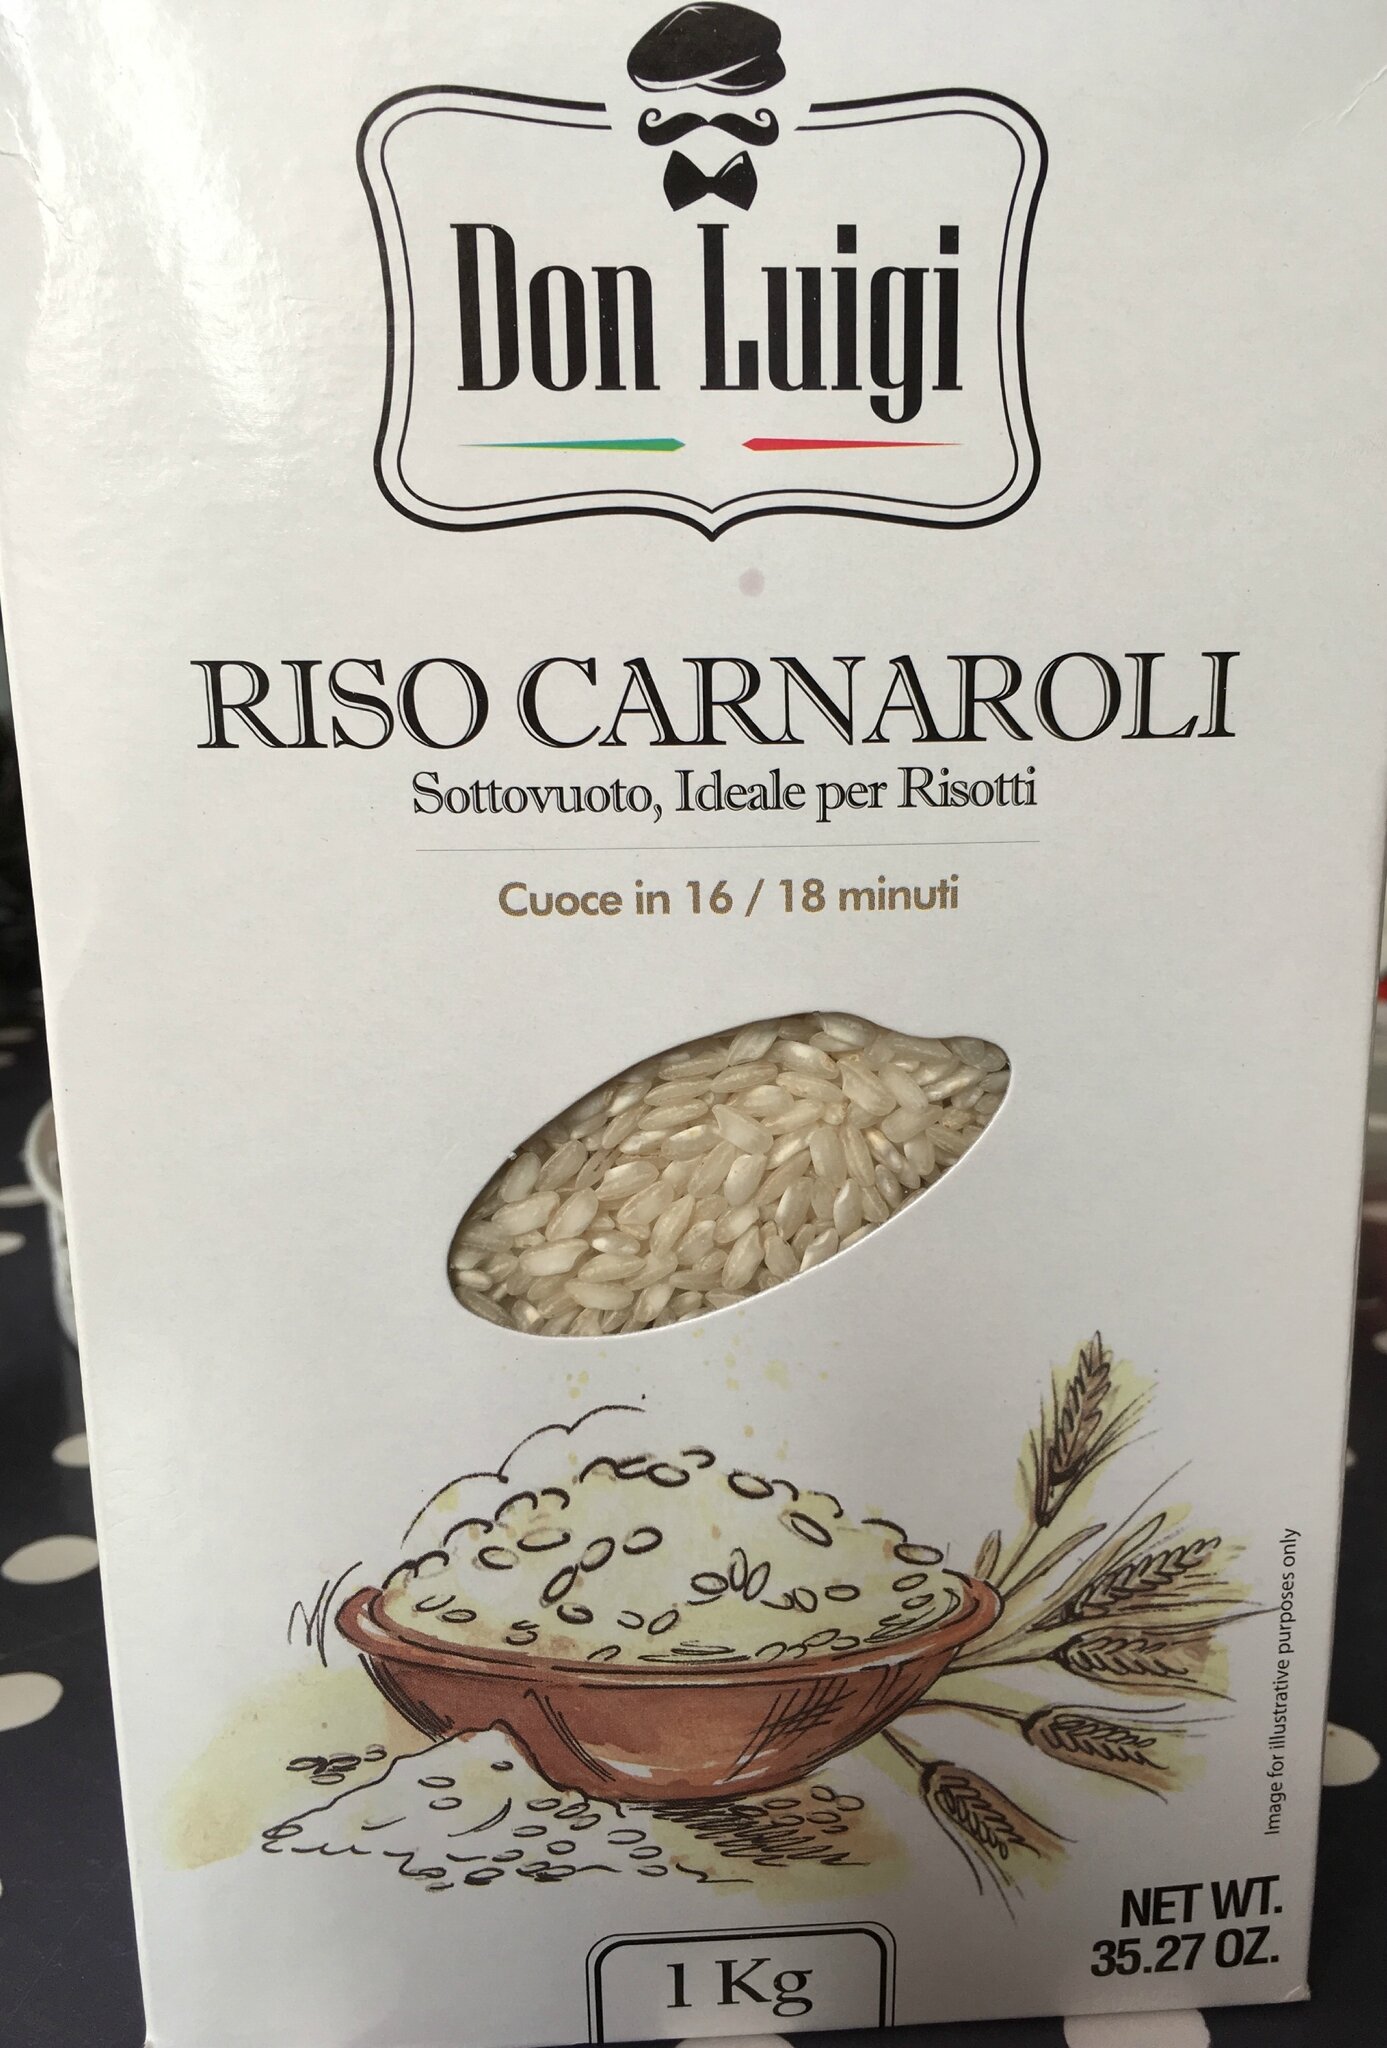 Don Luigi
RISO CARNAROLI
Sottovuoto, Ideale per Risotti
Cuoce in 16 / 18 minuti
Image for illustrative purposes only
NET WT.
35.27 OZ.
1 Kg